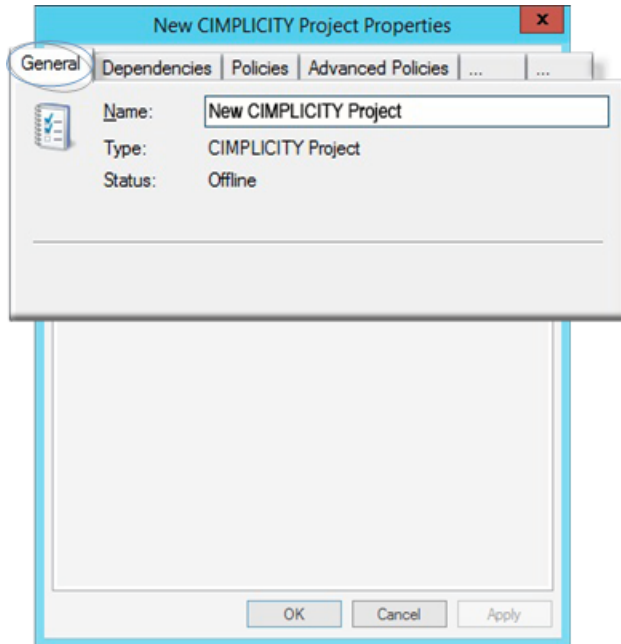 New CIMPLICITY Project Properties
x
General Dependencies Policies Advanced Policies ... ...
Name: New CIMPLICITY Project
Type: CIMPLICITY Project
Status: Offline
OK Cancel Apply